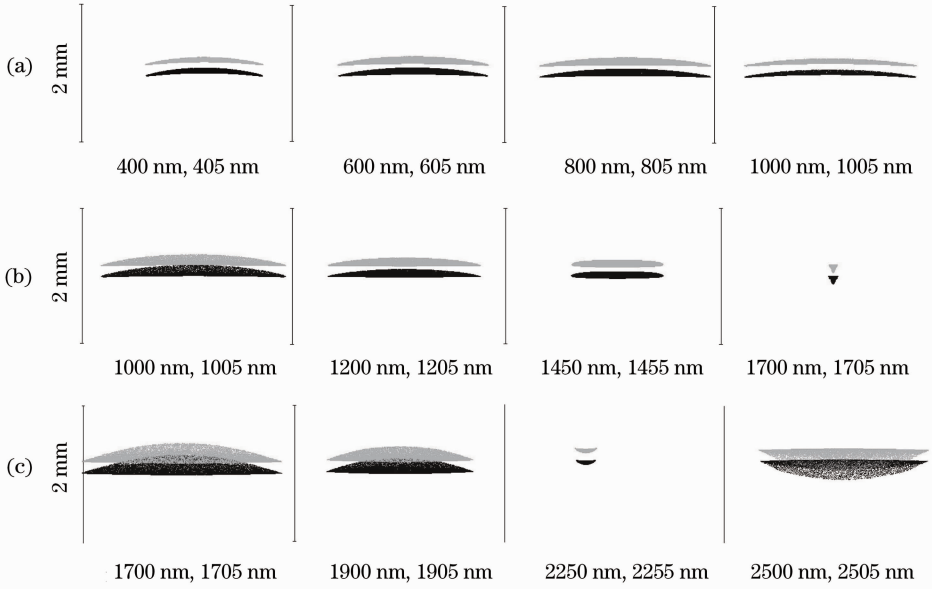 (a)
2 mm
400 nm, 405 nm
600 nm, 605 nm
800 nm, 805 nm
1000 nm, 1005 nm
(b)
2 mm
1000 nm, 1005 nm
1200 nm, 1205 nm
1450 nm, 1455 nm
1700 nm, 1705 nm
(c)
2 mm
1700 nm, 1705 nm
1900 nm, 1905 nm
2250 nm, 2255 nm
2500 nm, 2505 nm